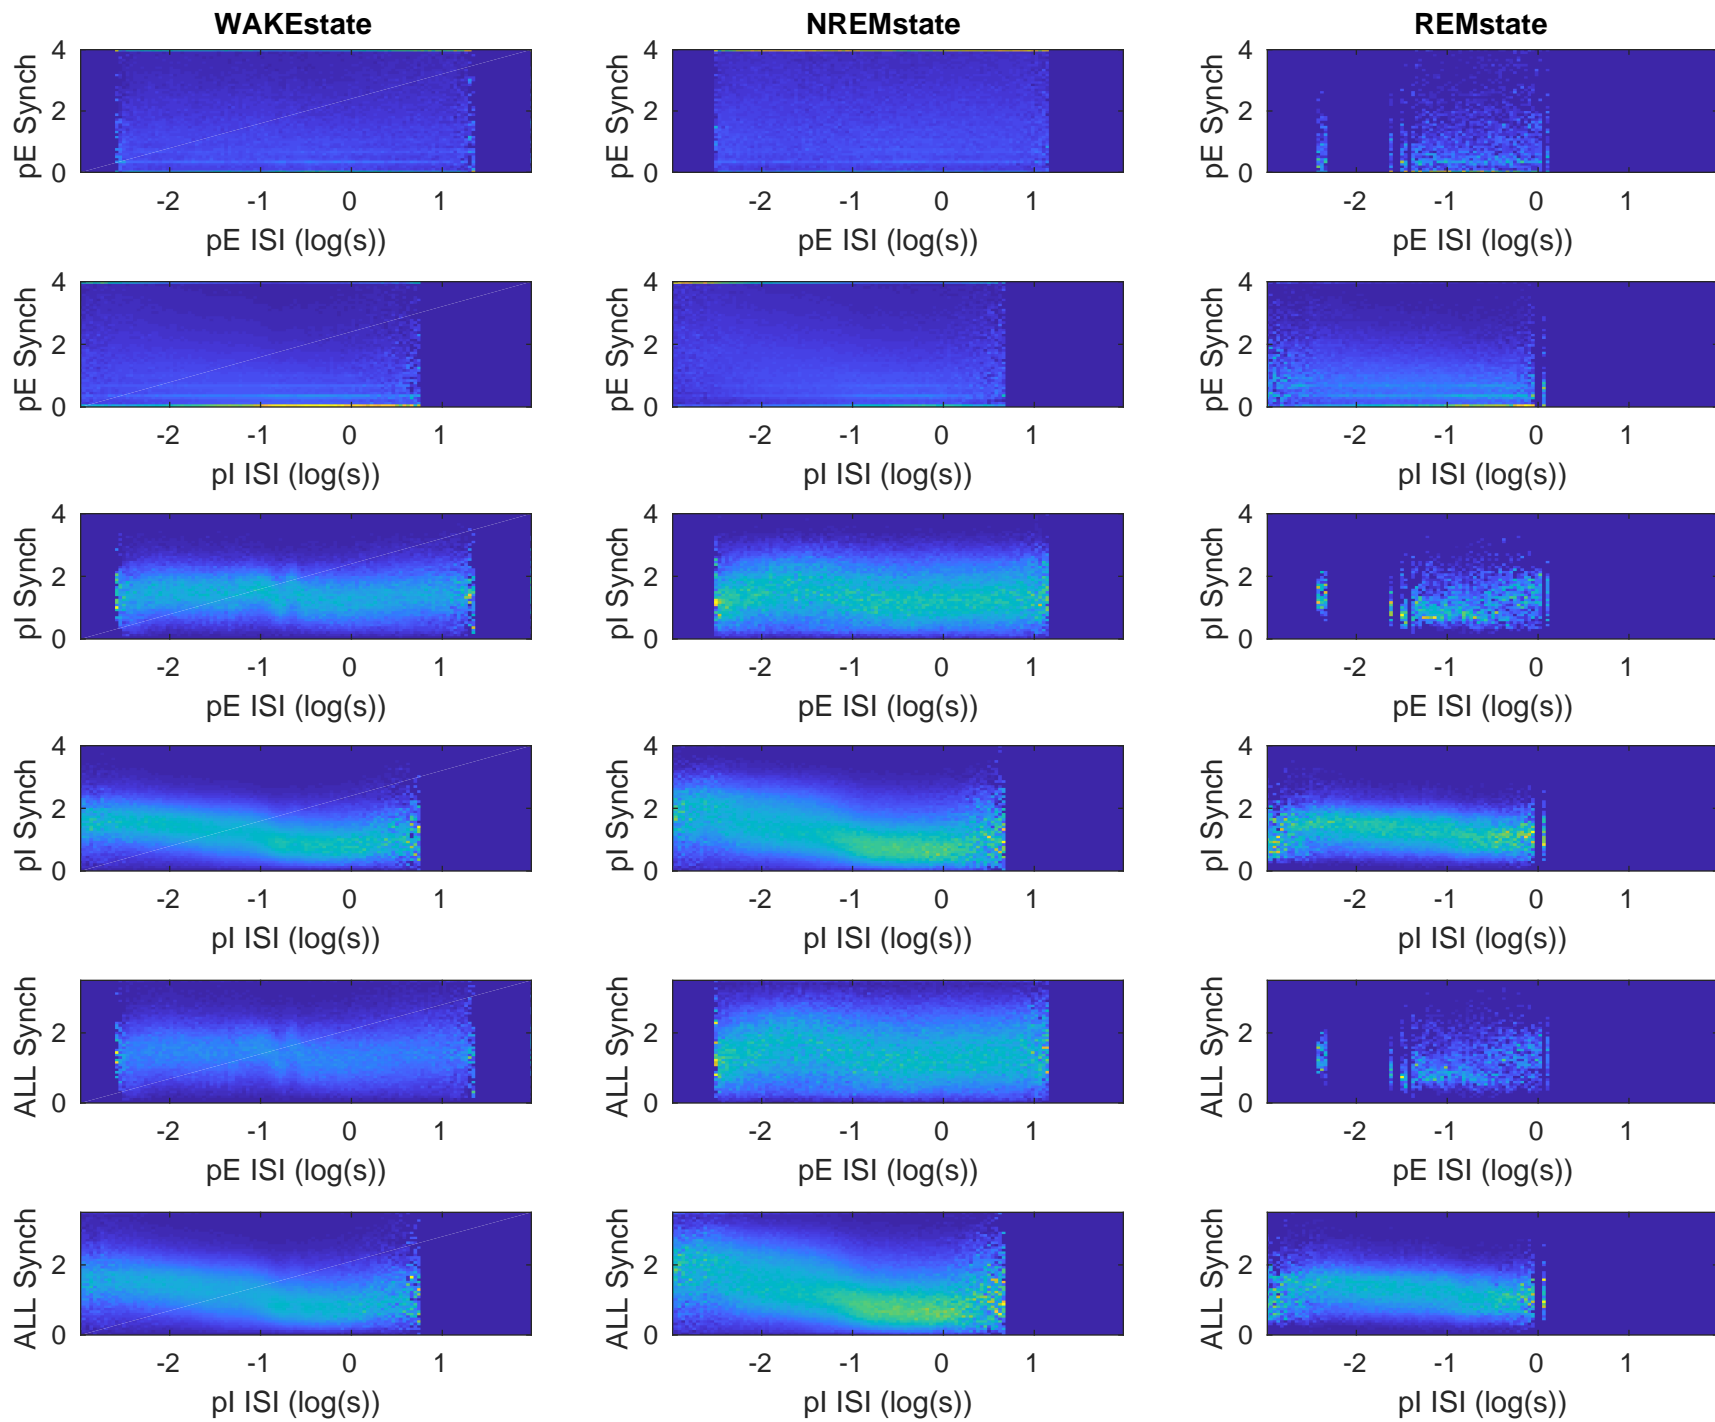 WAKEstate NREMstate REMstate
4 4 4
pE Synch pE Synch pE Synch
2 2 2
0 0 0
-2 -1 0 1 -2 -1 0 1 -2 -1 0 1
pE ISI (log(s)) pE ISI (log(s)) pE ISI (log(s))
4 4 4
pE Synch pE Synch pE Synch
2 2 2
0 0 0
-2 -1 0 1 -2 -1 0 1 -2 -1 0 1
pI ISI (log(s)) pI ISI (log(s)) pI ISI (log(s))
4 4 4
pI Synch pI Synch pI Synch
2 2 2
0 0 0
-2 -1 0 1 -2 -1 0 1 -2 -1 0 1
pE ISI (log(s)) pE ISI (log(s)) pE ISI (log(s))
4 4 4
pI Synch pI Synch pI Synch
2 2 2
0 0 0
-2 -1 0 1 -2 -1 0 1 -2 -1 0 1
pI ISI (log(s)) pI ISI (log(s)) pI ISI (log(s))
ALL Synch ALL Synch ALL Synch
2 2 2
0 0 0
-2 -1 0 1 -2 -1 0 1 -2 -1 0 1
pE ISI (log(s)) pE ISI (log(s)) pE ISI (log(s))
ALL Synch ALL Synch ALL Synch
2 2 2
0 0 0
-2 -1 0 1 -2 -1 0 1 -2 -1 0 1
pI ISI (log(s)) pI ISI (log(s)) pI ISI (log(s))